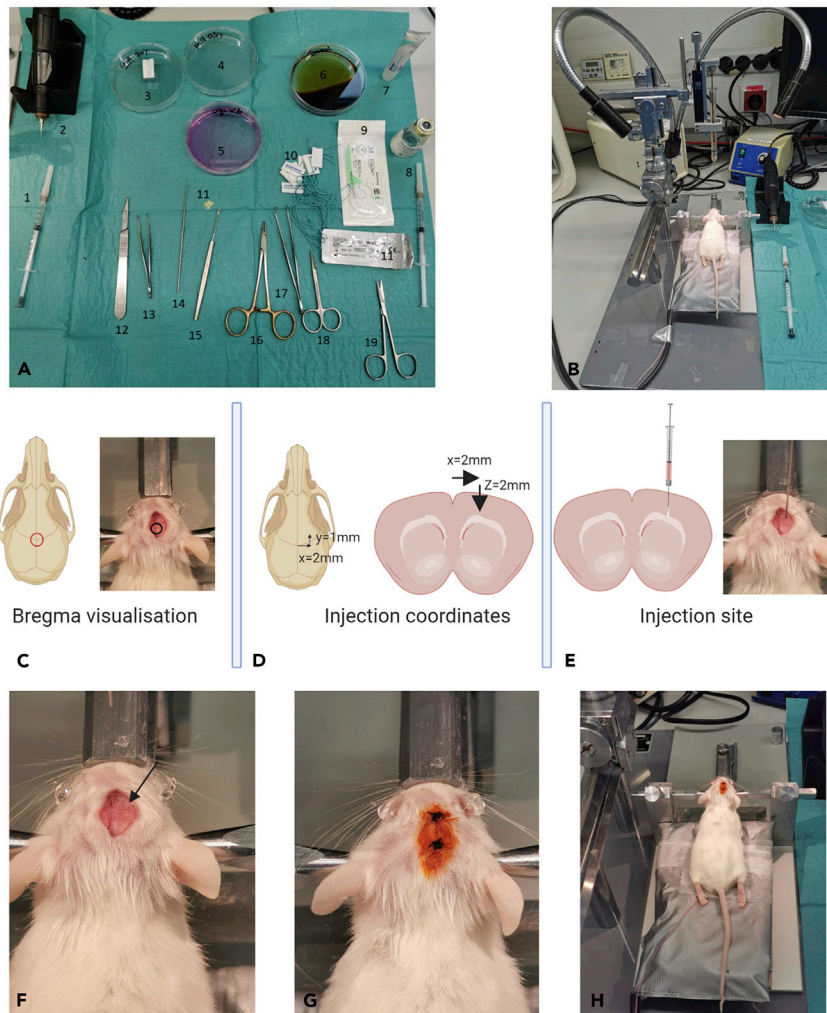 1
2
3
4
5
6
7
8
9
10
11
11
12
13
14
15
16
17
18
19
A
B
x=2mm
Z=2mm
y=1mm
x=2mm
Bregma visualisation
Injection coordinates
Injection site
C
D
E
F
G
H